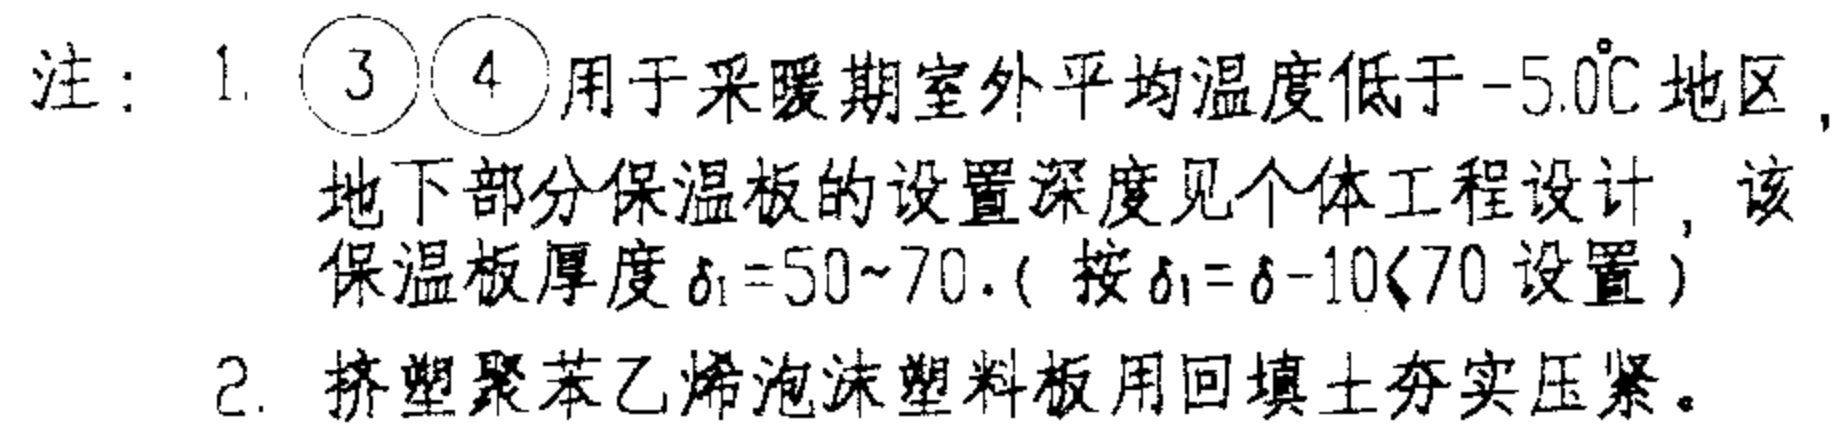 注： 1. ③ ④ 用于采暖期室外平均温度低于-5.0℃地区，
地下部分保温板的设置深度见个体工程设计，该
保温板厚度δ1=50~70.( 按δ1=δ-10⩽70 设置)
2. 挤塑聚苯乙烯泡沫塑料板用回填土夯实压紧。